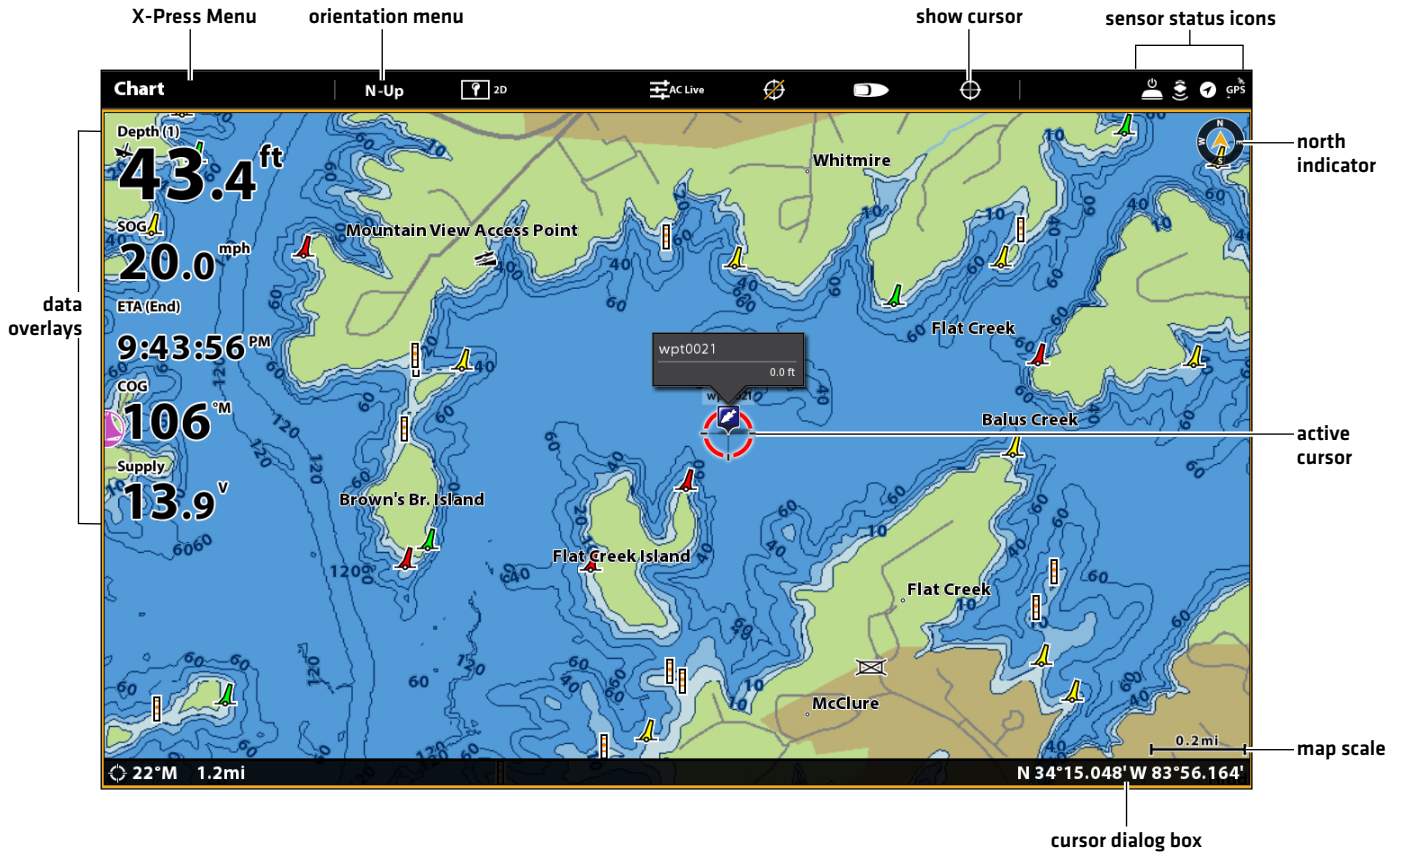 X-Press Menu
orientation menu
show cursor
sensor status icons
Chart
N-Up
2D
AC Live
GPS
north
indicator
data
overlays
Depth (1)
43.4 ft
SOG
20.0 mph
ETA (End)
9:43:56 PM
COG
106 °M
Supply
13.9 V
Whitmire
Mountain View Access Point
Flat Creek
wpt0021
0.0 ft
Balus Creek
active
cursor
Brown's Br. Island
Flat Creek Island
Flat Creek
McClure
0.2mi
map scale
22°M 1.2mi
N 34°15.048' W 83°56.164'
cursor dialog box